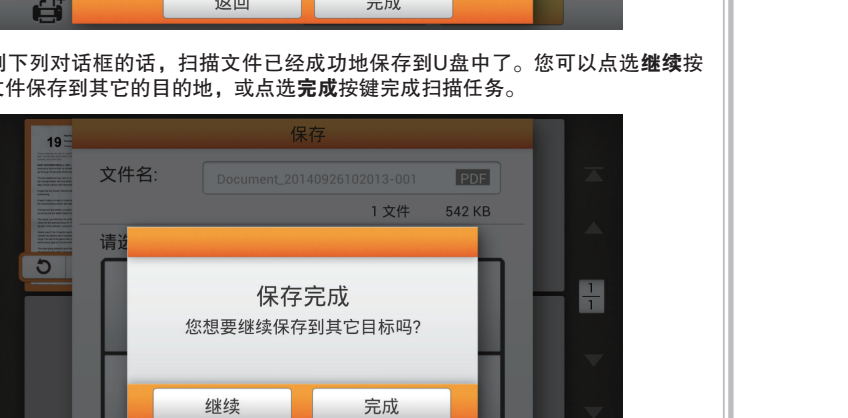 返回 完成
列下列对话框的话，扫描文件已经成功地保存到U盘中了。您可以点选继续按
文件保存到其它的目的地，或点选完成按键完成扫描任务。
保存
19
文件名: Document_20140926102013-001 PDF
1 文件 542 KB
请选
1
1
保存完成
您想要继续保存到其它目标吗?
继续 完成